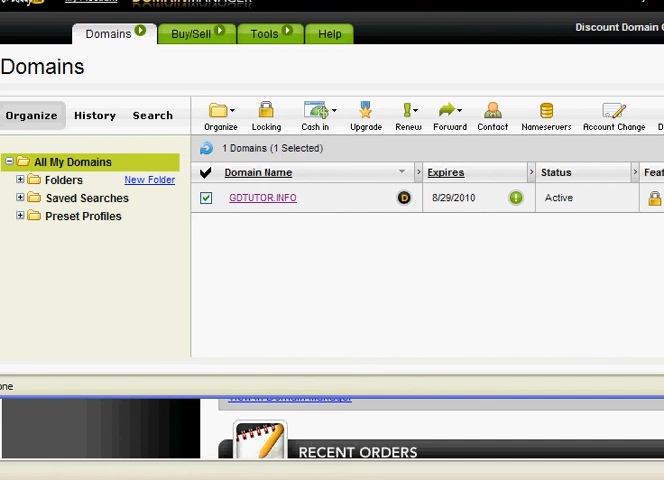 My Account
Domains Buy/Sell Tools Help
Discount Domain
Domains
Organize History Search
Organize Locking Cash in Upgrade Renew Forward Contact Nameservers Account Change
All My Domains
Folders New Folder
Saved Searches
Preset Profiles
1 Domains (1 Selected)
Domain Name Expires Status
GDTUTOR.INFO D 8/29/2010 Active
RECENT ORDERS